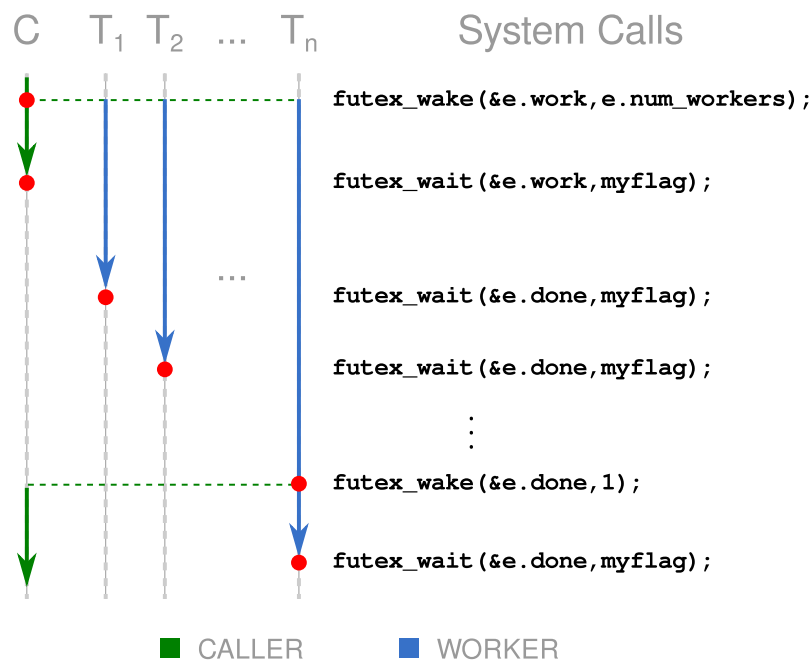 C T1 T2 ... Tn System Calls
futex_wake(&e.work,e.num_workers);
futex_wait(&e.work,myflag);
...
futex_wait(&e.done,myflag);
futex_wait(&e.done,myflag);
⋮
futex_wake(&e.done,1);
futex_wait(&e.done,myflag);
CALLER WORKER